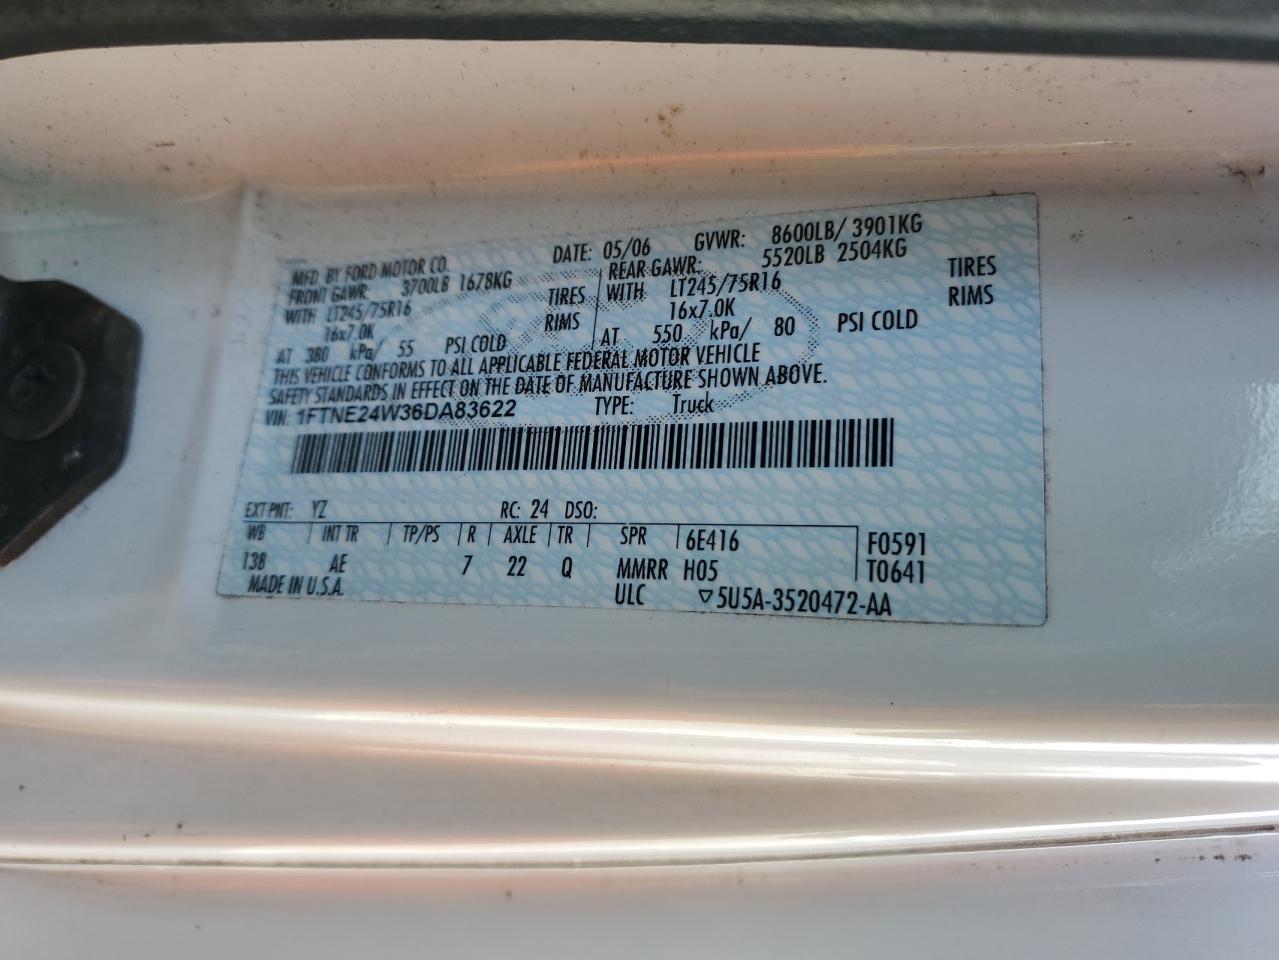 MFD. BY FORD MOTOR CO. DATE: 05/06 GVWR: 8600LB/ 3901KG
FRONT GAWR: 3700LB 1678KG REAR GAWR: 5520LB 2504KG
WITH LT245/75R16 TIRES WITH LT245/75R16 TIRES
16x7.0K RIMS 16x7.0K RIMS
AT 380 kPa/ 55 PSI COLD AT 550 kPa/ 80 PSI COLD
THIS VEHICLE CONFORMS TO ALL APPLICABLE FEDERAL MOTOR VEHICLE
SAFETY STANDARDS IN EFFECT ON THE DATE OF MANUFACTURE SHOWN ABOVE.
VIN: 1FTNE24W36DA83622 TYPE: Truck
EXT PNT: YZ RC: 24 DSO:
WB INT TR TP/PS R AXLE TR SPR 6E416 F0591
138 AE 7 22 Q MMRR H05 T0641
MADE IN U.S.A. ULC ▽5U5A-3520472-AA